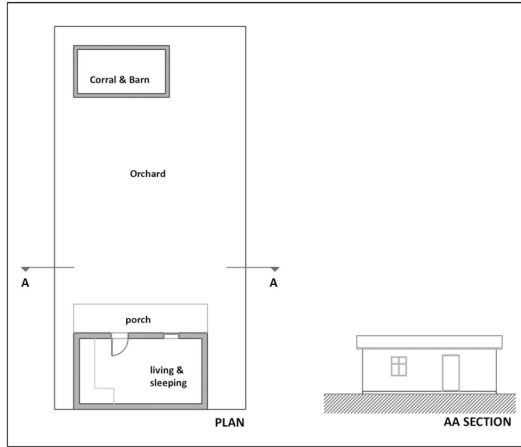 Corral & Barn
Orchard
A
A
porch
living &
sleeping
PLAN
AA SECTION